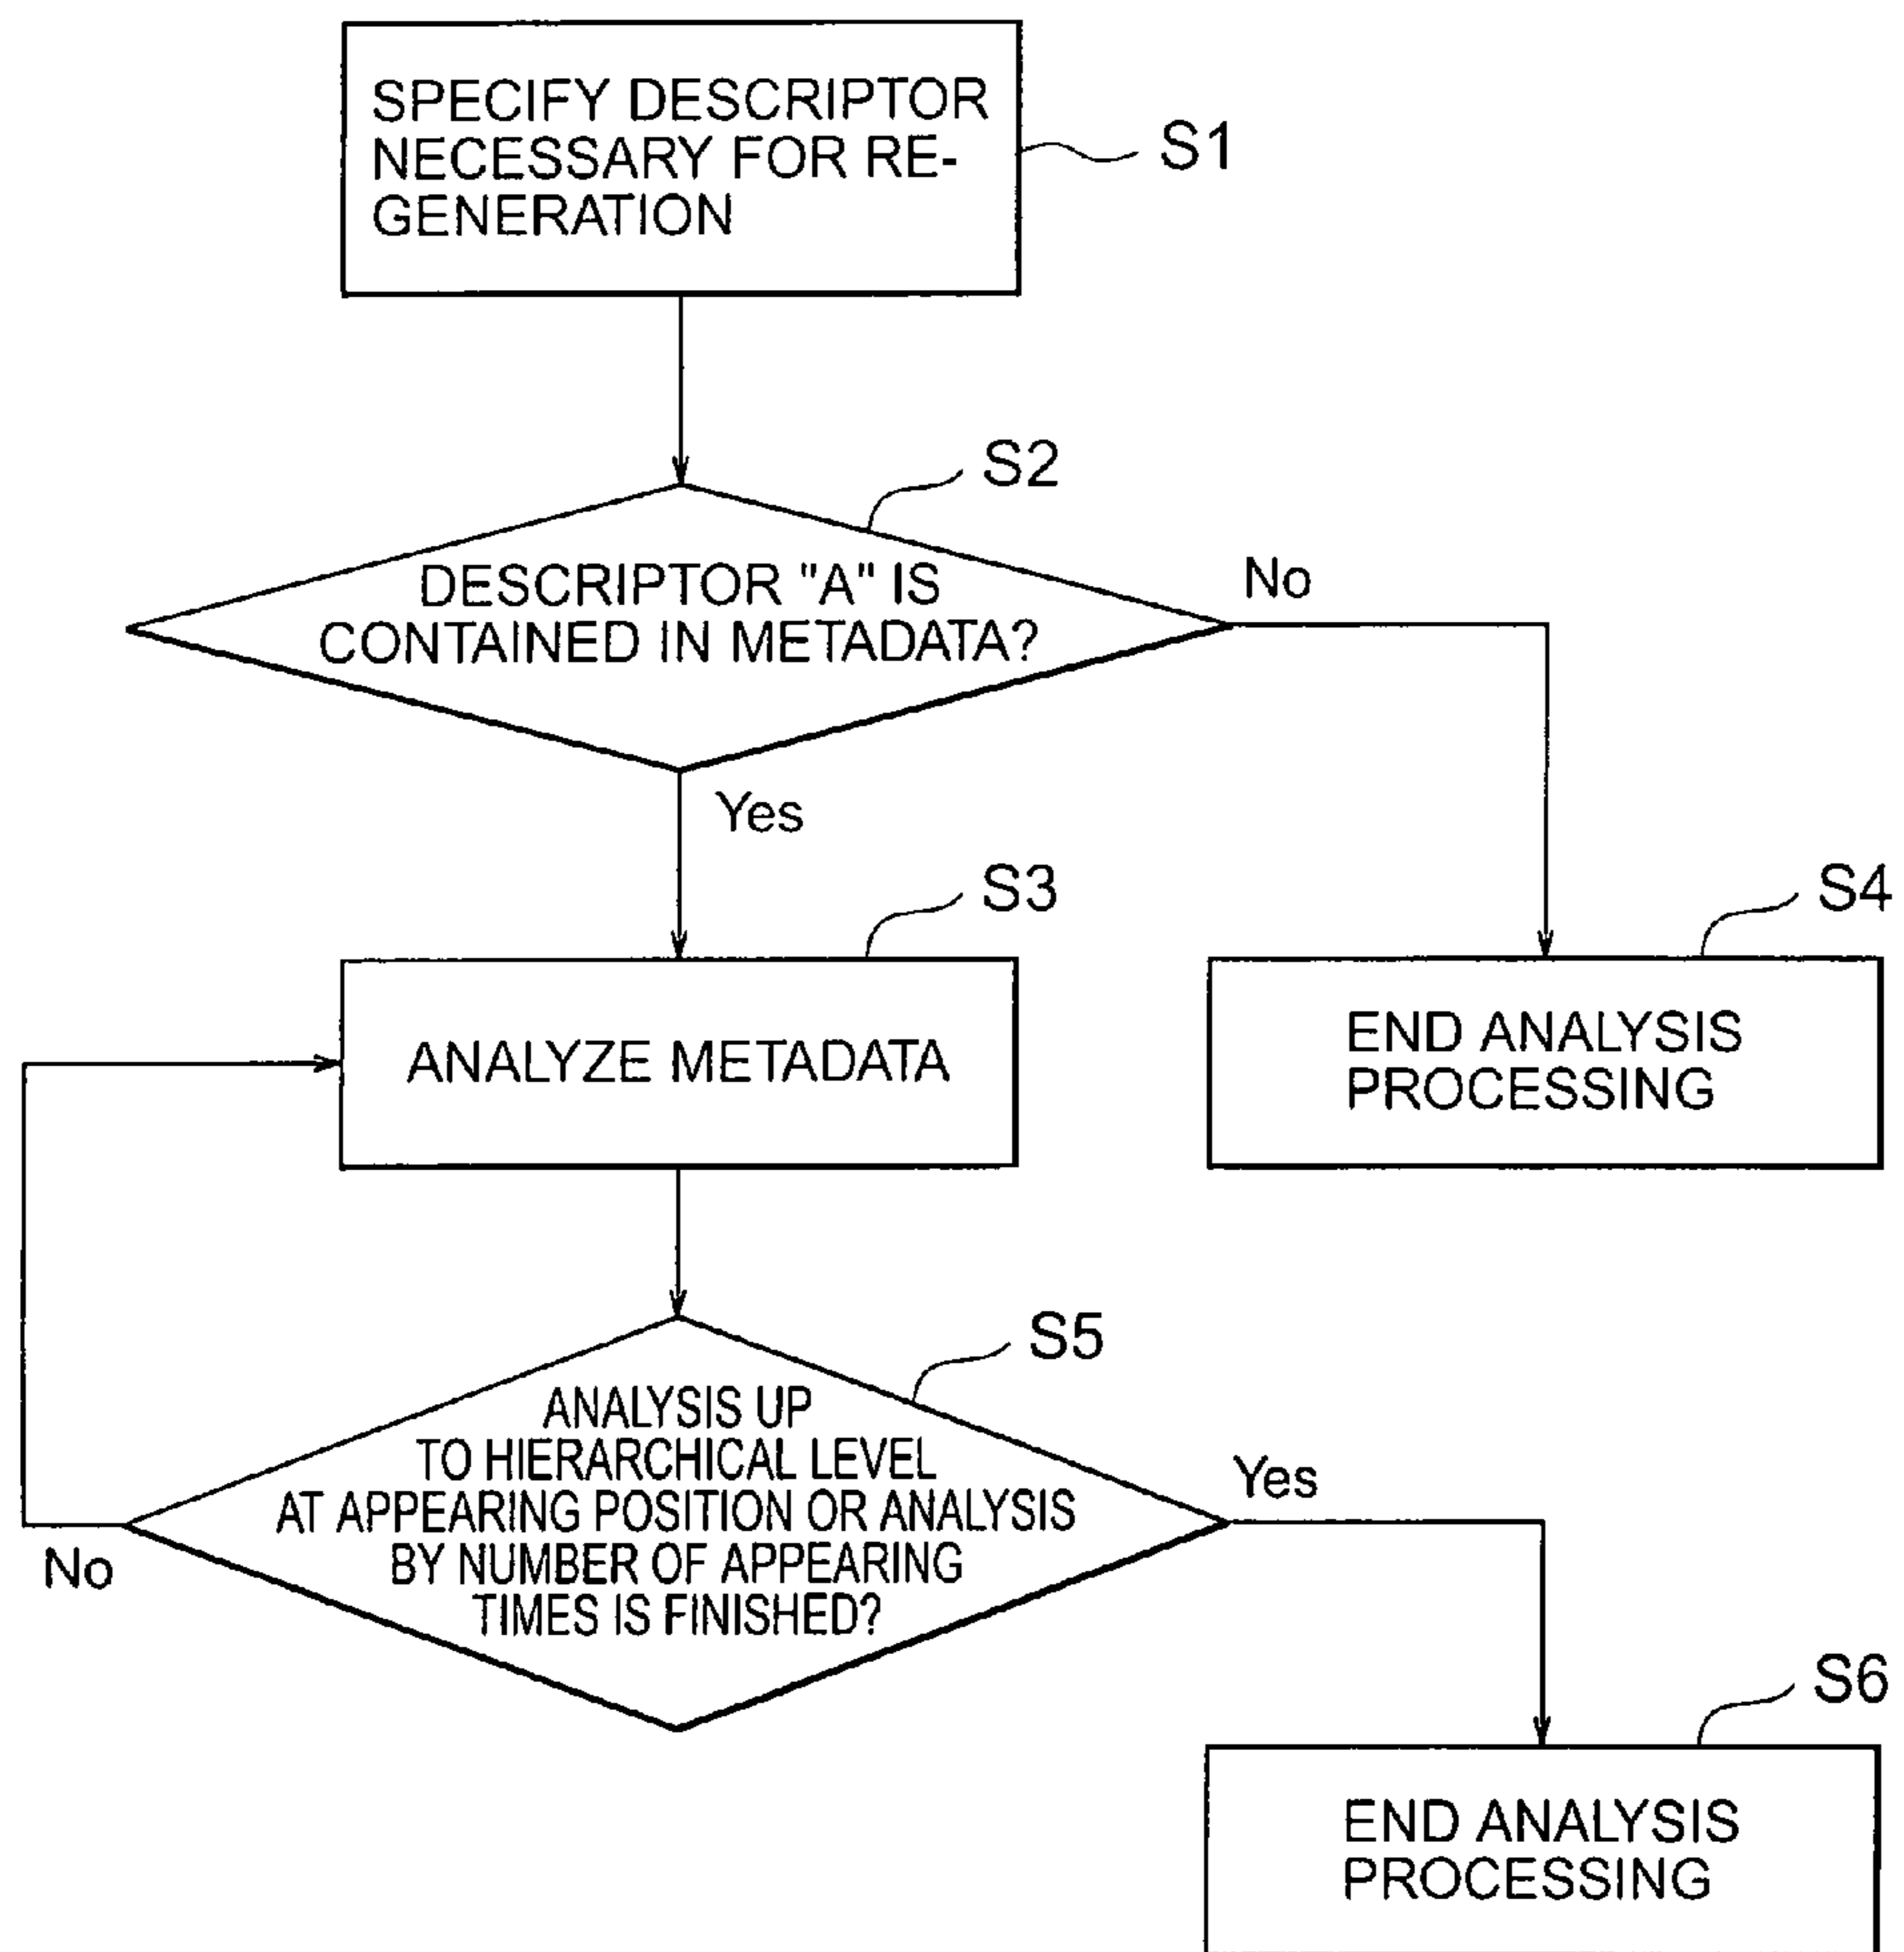 SPECIFY DESCRIPTOR
NECESSARY FOR RE-
GENERATION
S1
S2
DESCRIPTOR "A" IS
CONTAINED IN METADATA?
No
Yes
S3
S4
ANALYZE METADATA
END ANALYSIS
PROCESSING
S5
ANALYSIS UP
TO HIERARCHICAL LEVEL
AT APPEARING POSITION OR ANALYSIS
BY NUMBER OF APPEARING
TIMES IS FINISHED?
Yes
No
S6
END ANALYSIS
PROCESSING